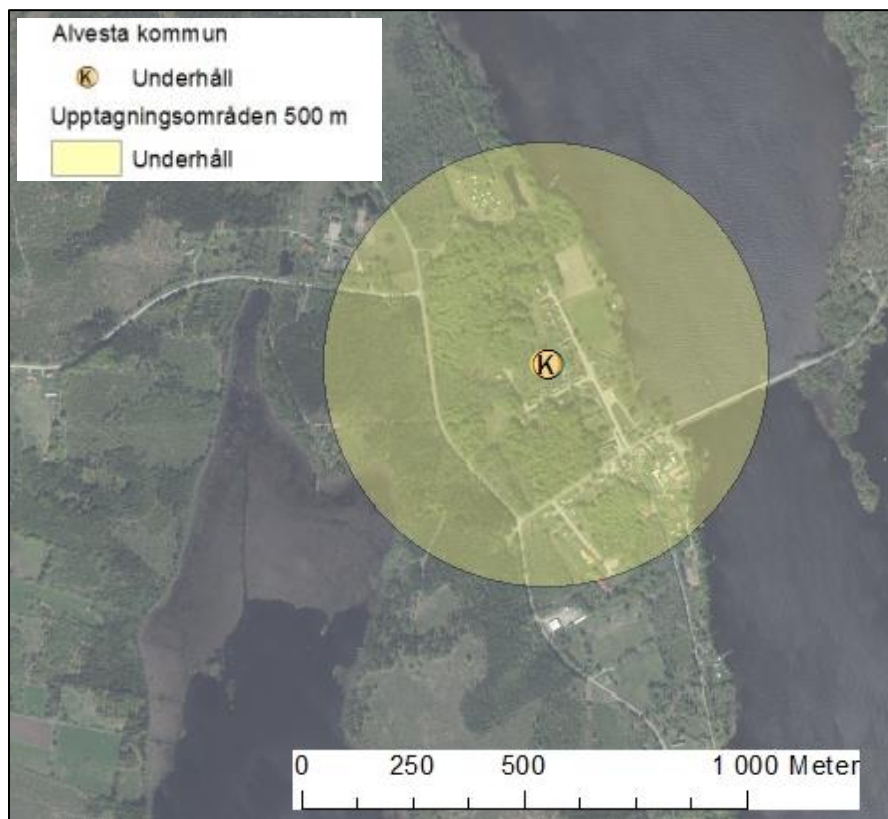 Alvesta kommun
K Underhåll
Upptagningsområden 500 m
Underhåll
K
0 250 500 1 000 Meter